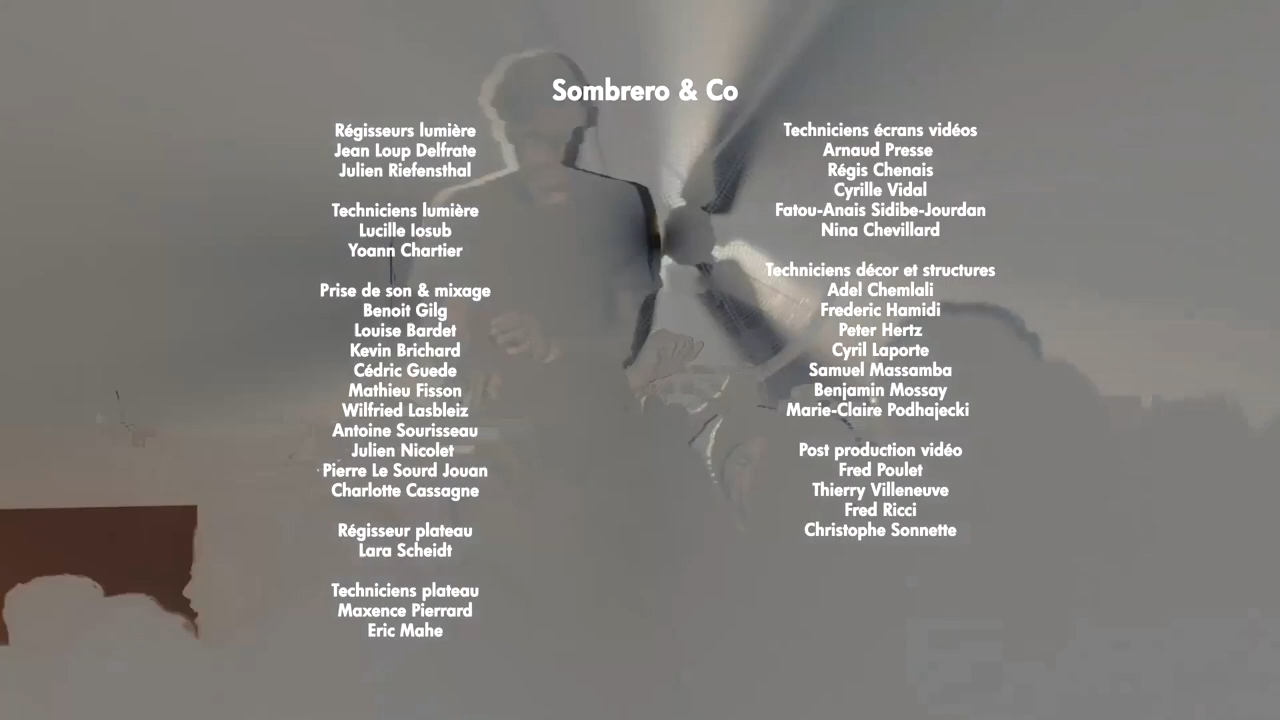 Sombrero & Co
Régisseurs lumière
Jean Loup Delfrate
Julien Riefensthal
Techniciens lumière
Lucille Iosub
Yoann Chartier
Prise de son & mixage
Benoit Gilg
Louise Bardet
Kevin Brichard
Cédric Guede
Mathieu Fisson
Wilfried Lasbleiz
Antoine Sourisseau
Julien Nicolet
Pierre Le Sourd Jouan
Charlotte Cassagne
Régisseur plateau
Lara Scheidt
Techniciens plateau
Maxence Pierrard
Eric Mahe
Techniciens écrans vidéos
Arnaud Presse
Régis Chenais
Cyrille Vidal
Fatou-Anais Sidibe-Jourdan
Nina Chevillard
Techniciens décor et structures
Adel Chemlali
Frederic Hamidi
Peter Hertz
Cyril Laporte
Samuel Massamba
Benjamin Mossay
Marie-Claire Podhajecki
Post production vidéo
Fred Poulet
Thierry Villeneuve
Fred Ricci
Christophe Sonnette